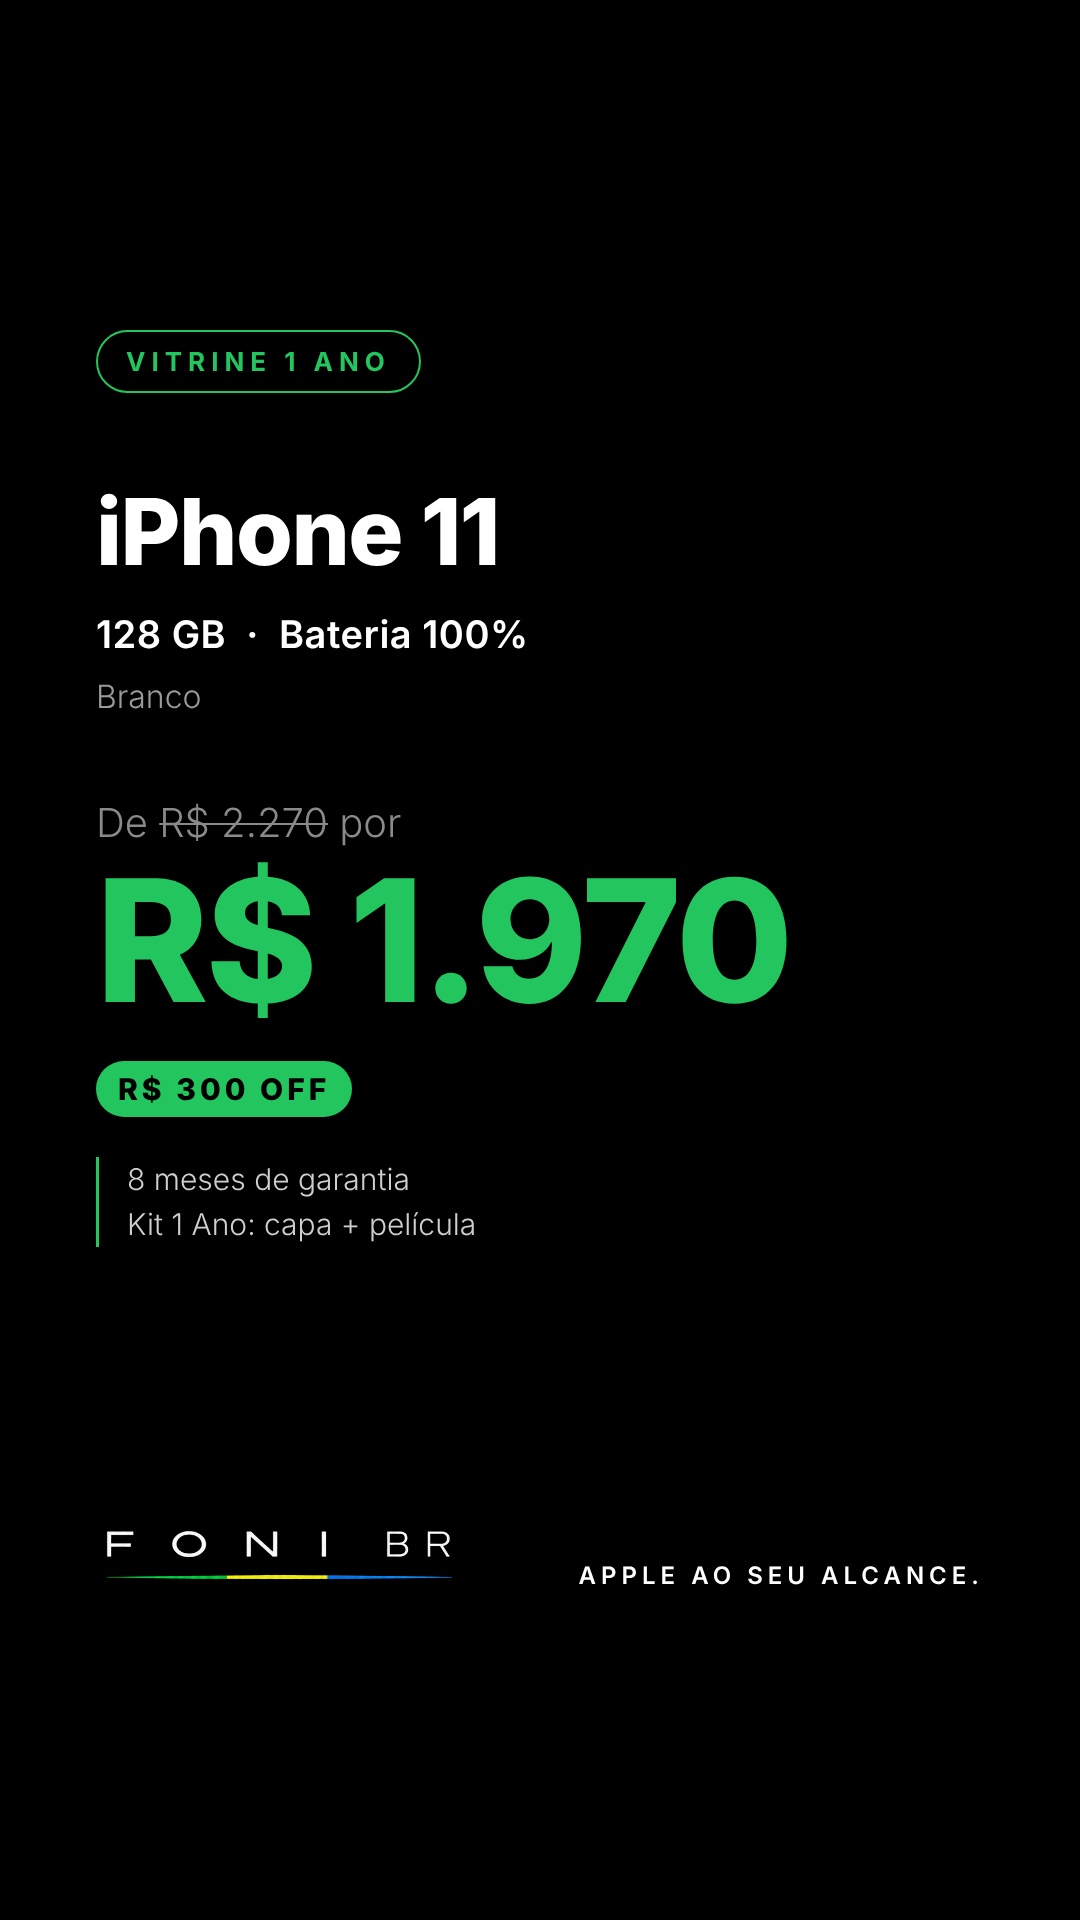 VITRINE 1 ANO
iPhone 11
128 GB · Bateria 100%
Branco
De R$ 2.270 por
R$ 1.970
R$ 300 OFF
8 meses de garantia
Kit 1 Ano: capa + película
FONI BR
APPLE AO SEU ALCANCE.